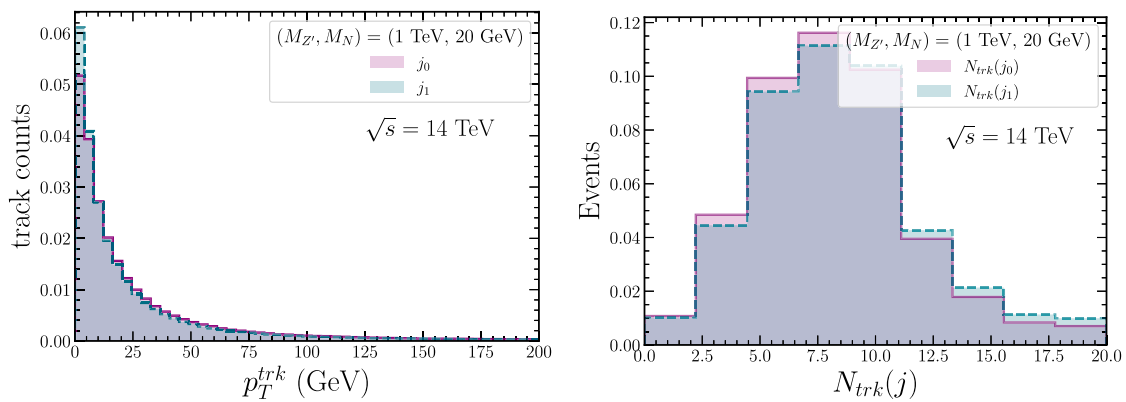 (M_{Z'}, M_N) = (1 TeV, 20 GeV)
j_0
j_1
√s = 14 TeV
track counts
0.06
0.05
0.04
0.03
0.02
0.01
0.00
0 25 50 75 100 125 150 175 200
p_T^{trk} (GeV)
(M_{Z'}, M_N) = (1 TeV, 20 GeV)
N_{trk}(j_0)
N_{trk}(j_1)
√s = 14 TeV
Events
0.12
0.10
0.08
0.06
0.04
0.02
0.00
0.0 2.5 5.0 7.5 10.0 12.5 15.0 17.5 20.0
N_{trk}(j)